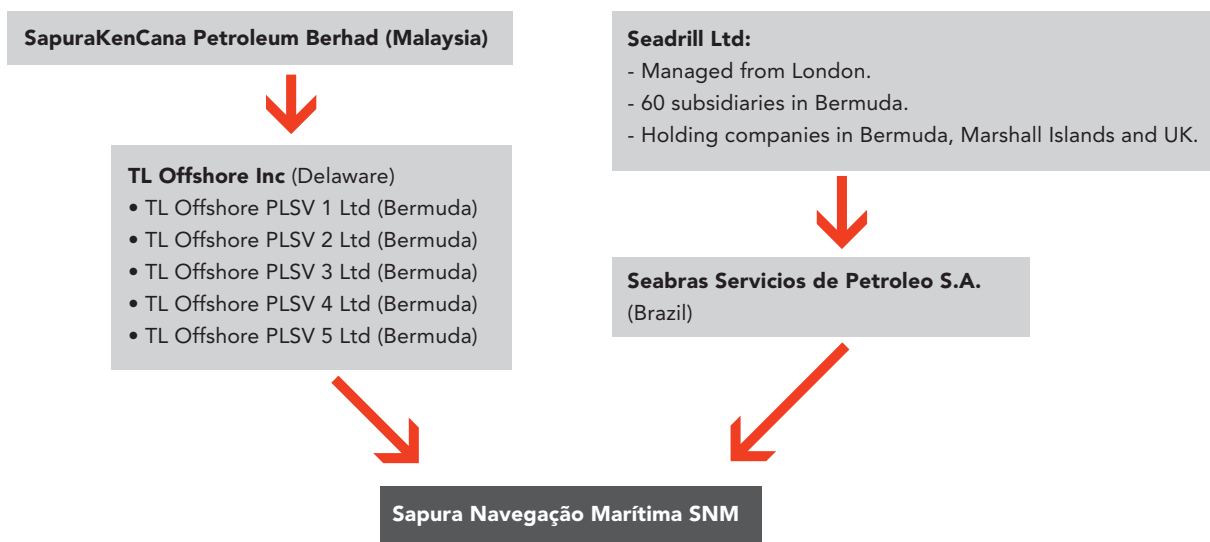 SapuraKenCana Petroleum Berhad (Malaysia)
TL Offshore Inc (Delaware)
• TL Offshore PLSV 1 Ltd (Bermuda)
• TL Offshore PLSV 2 Ltd (Bermuda)
• TL Offshore PLSV 3 Ltd (Bermuda)
• TL Offshore PLSV 4 Ltd (Bermuda)
• TL Offshore PLSV 5 Ltd (Bermuda)
Seadrill Ltd:
- Managed from London.
- 60 subsidiaries in Bermuda.
- Holding companies in Bermuda, Marshall Islands and UK.
Seabras Servicios de Petroleo S.A.
(Brazil)
Sapura Navegação Marítima SNM